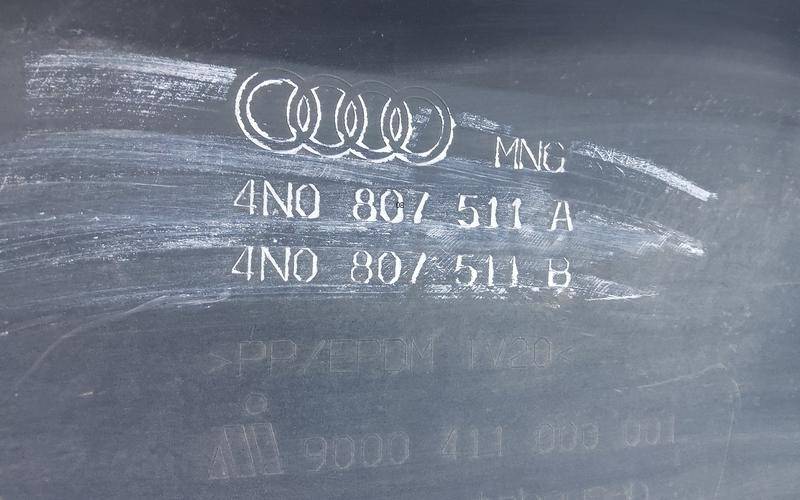 MNG
4N0 807 511 A
4N0 807 511 B
>PP/EPDM TV20<
9000 411 000 001